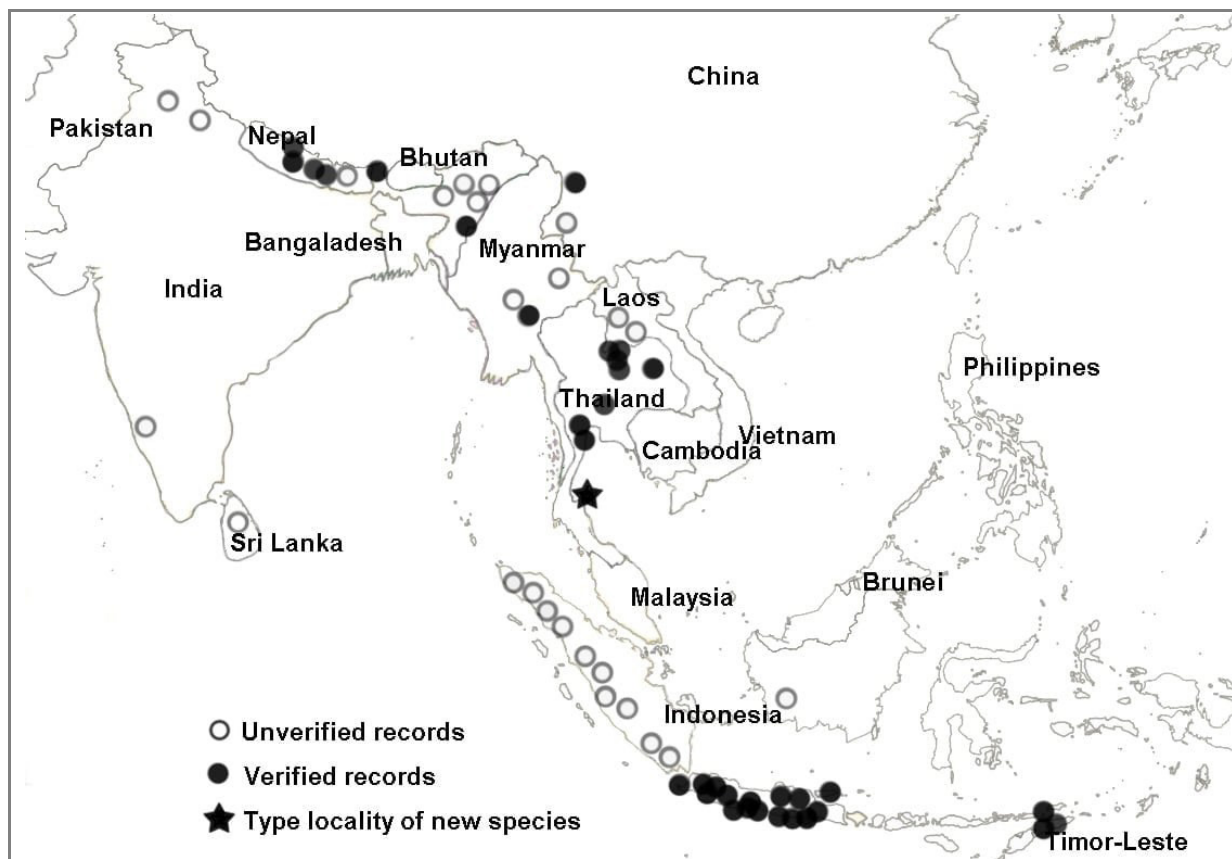 China
Pakistan
Nepal
Bhutan
Bangaladesh
Myanmar
India
Laos
Philippines
Thailand
Vietnam
Cambodia
Sri Lanka
Brunei
Malaysia
Indonesia
Unverified records
Verified records
Type locality of new species
Timor-Leste